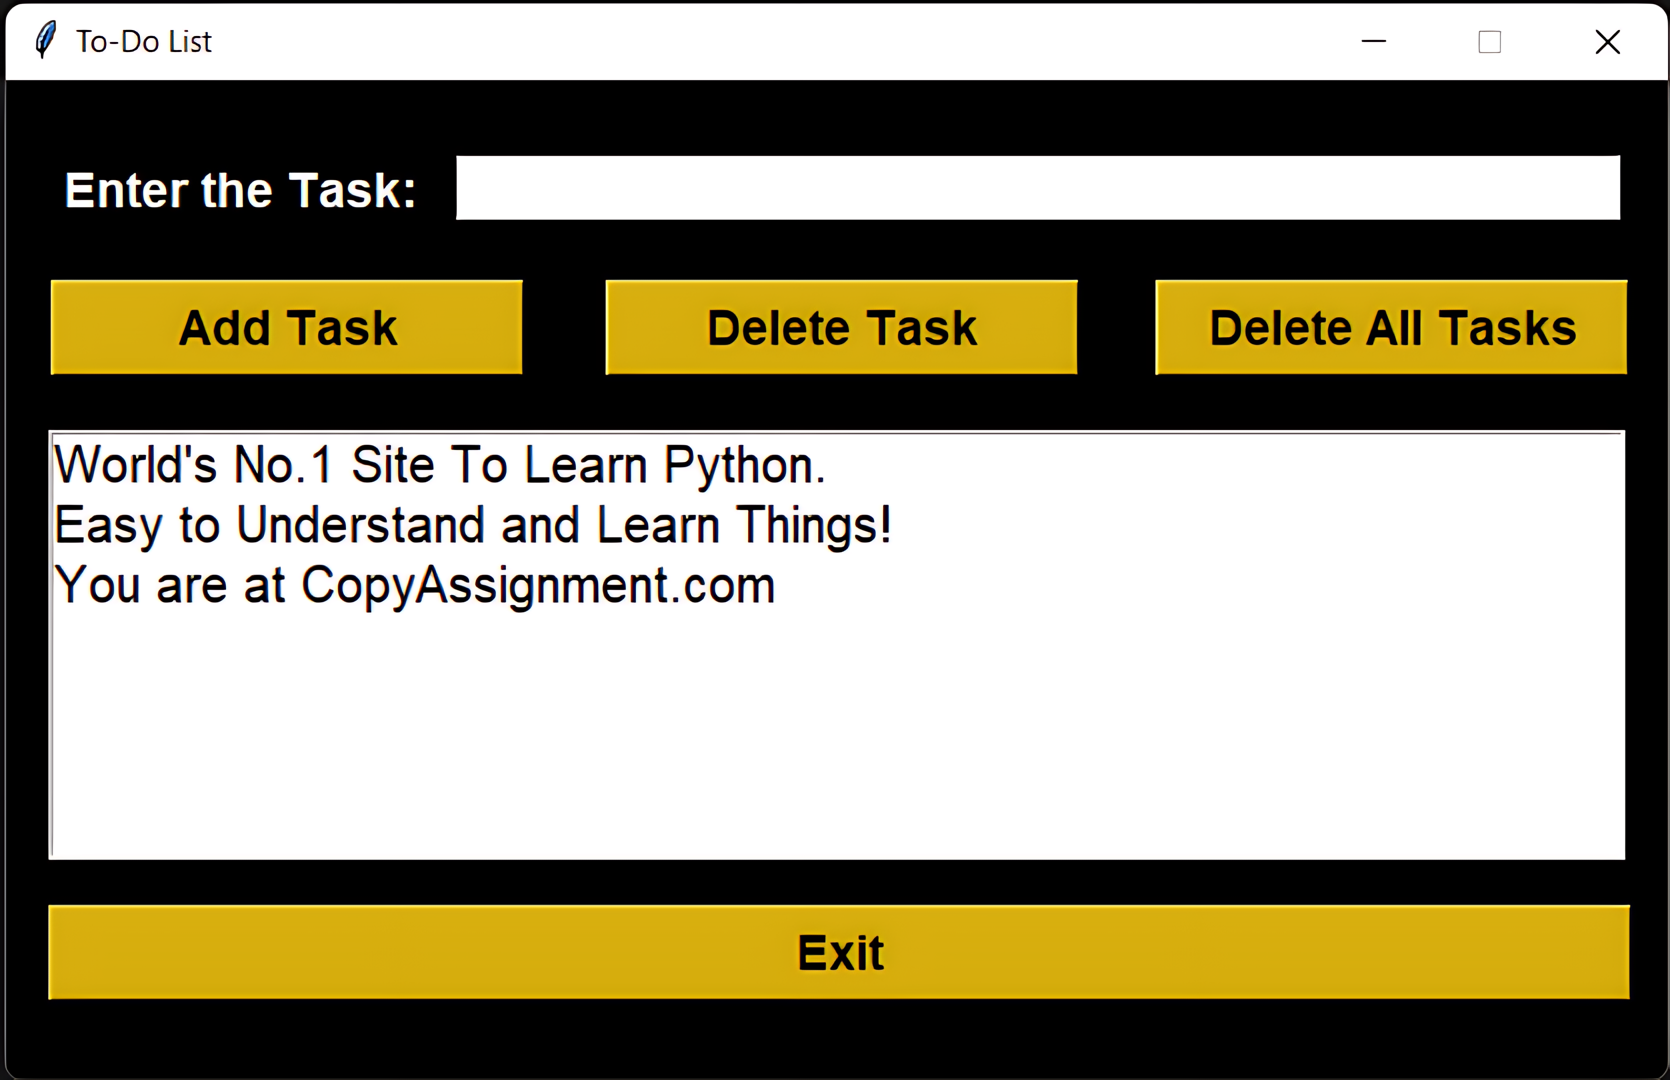 To-Do List
Enter the Task:
Add Task
Delete Task
Delete All Tasks
World's No.1 Site To Learn Python.
Easy to Understand and Learn Things!
You are at CopyAssignment.com
Exit